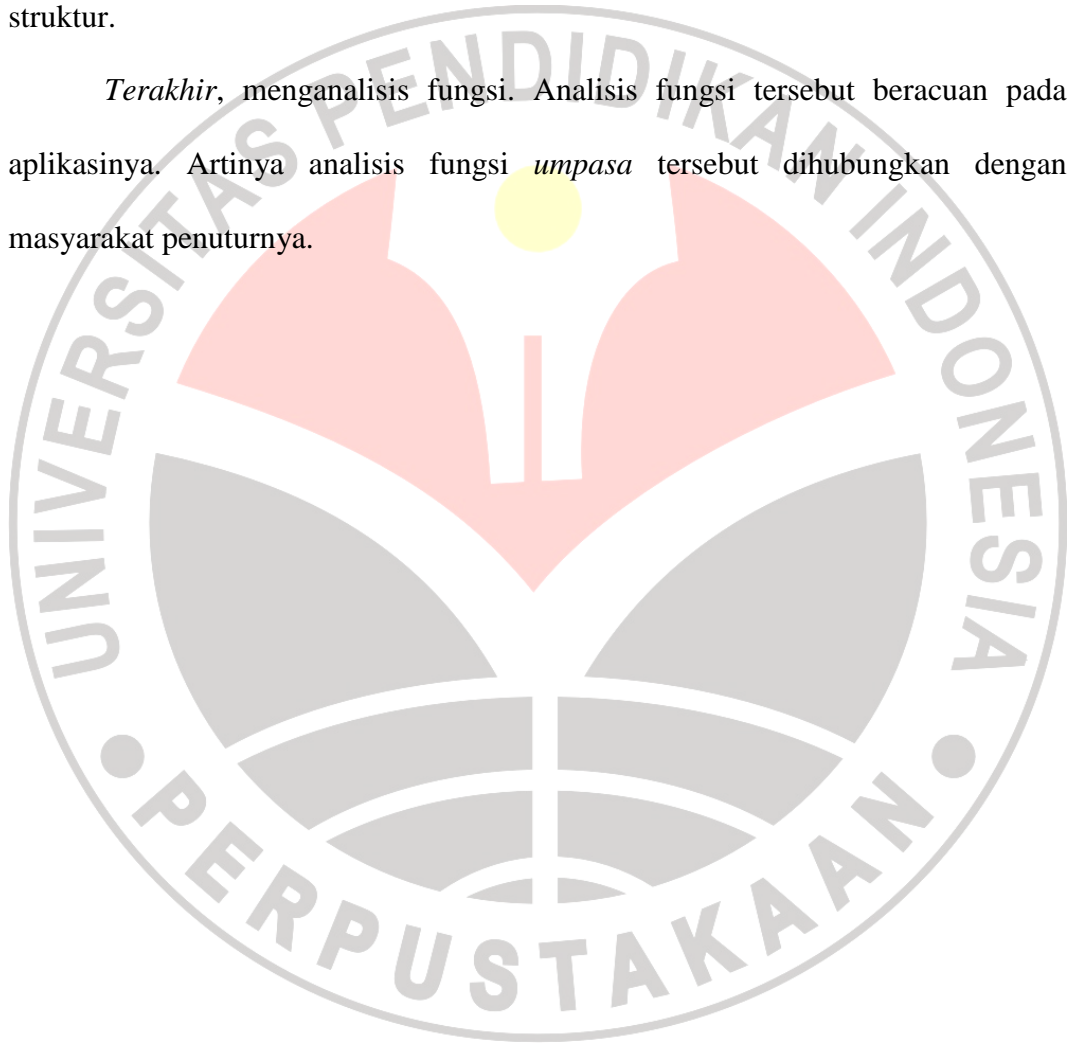 struktur.
Terakhir, menganalisis fungsi. Analisis fungsi tersebut beracuan pada
aplikasinya. Artinya analisis fungsi umpasa tersebut dihubungkan dengan
masyarakat penuturnya.
UNIVERSITAS PENDIDIKAN INDONESIA
PERPUSTAKAAN